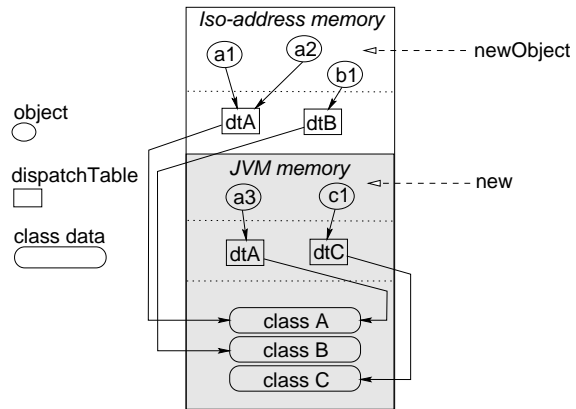 Iso-address memory
a1
a2
newObject
b1
object
dtA
dtB
dispatchTable
JVM memory
new
a3
c1
class data
dtA
dtC
class A
class B
class C